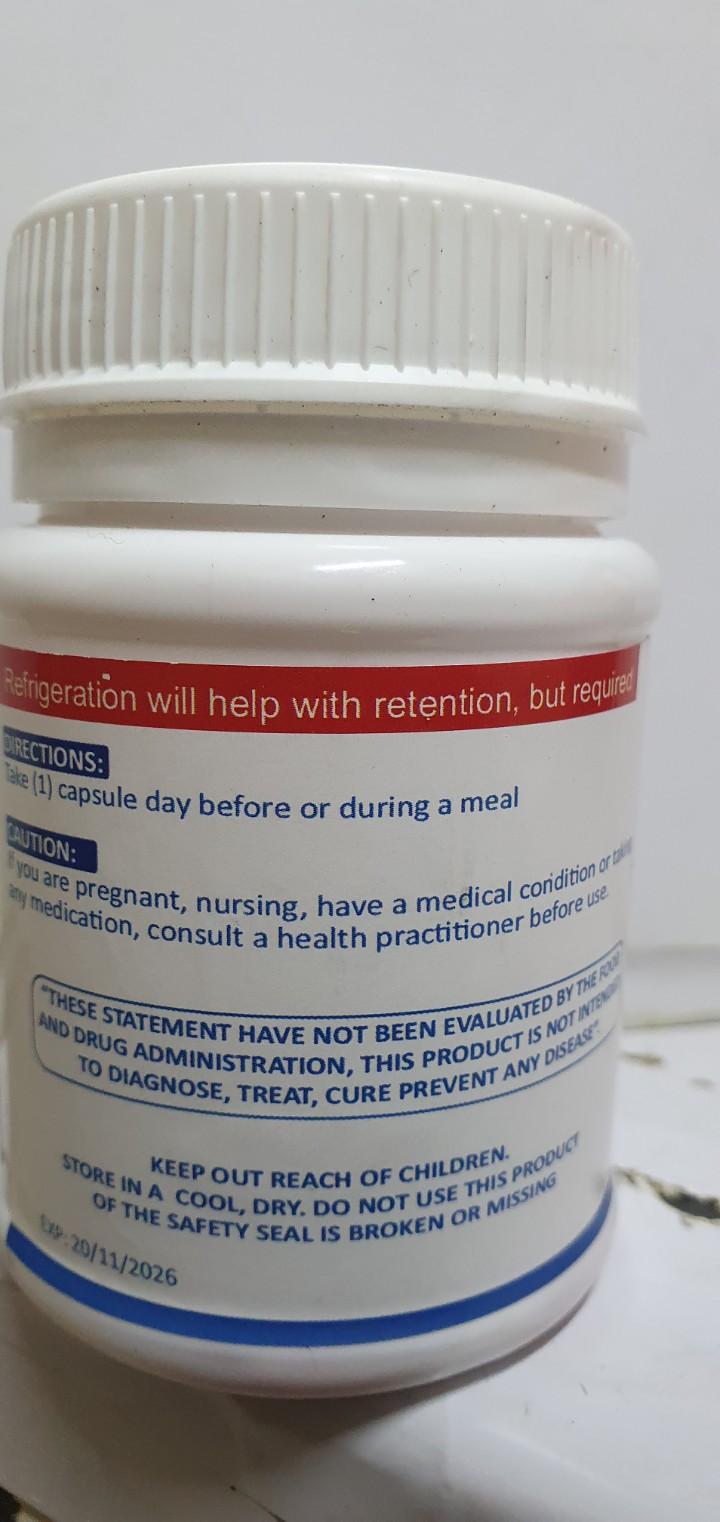 Refrigeration will help with retention, but required
DIRECTIONS:
Take (1) capsule day before or during a meal
CAUTION:
If you are pregnant, nursing, have a medical condition or taking
any medication, consult a health practitioner before use.
"THESE STATEMENT HAVE NOT BEEN EVALUATED BY THE FOOD
AND DRUG ADMINISTRATION, THIS PRODUCT IS NOT INTENDED
TO DIAGNOSE, TREAT, CURE PREVENT ANY DISEASE".
KEEP OUT REACH OF CHILDREN.
STORE IN A COOL, DRY. DO NOT USE THIS PRODUCT
OF THE SAFETY SEAL IS BROKEN OR MISSING
EXP: 20/11/2026